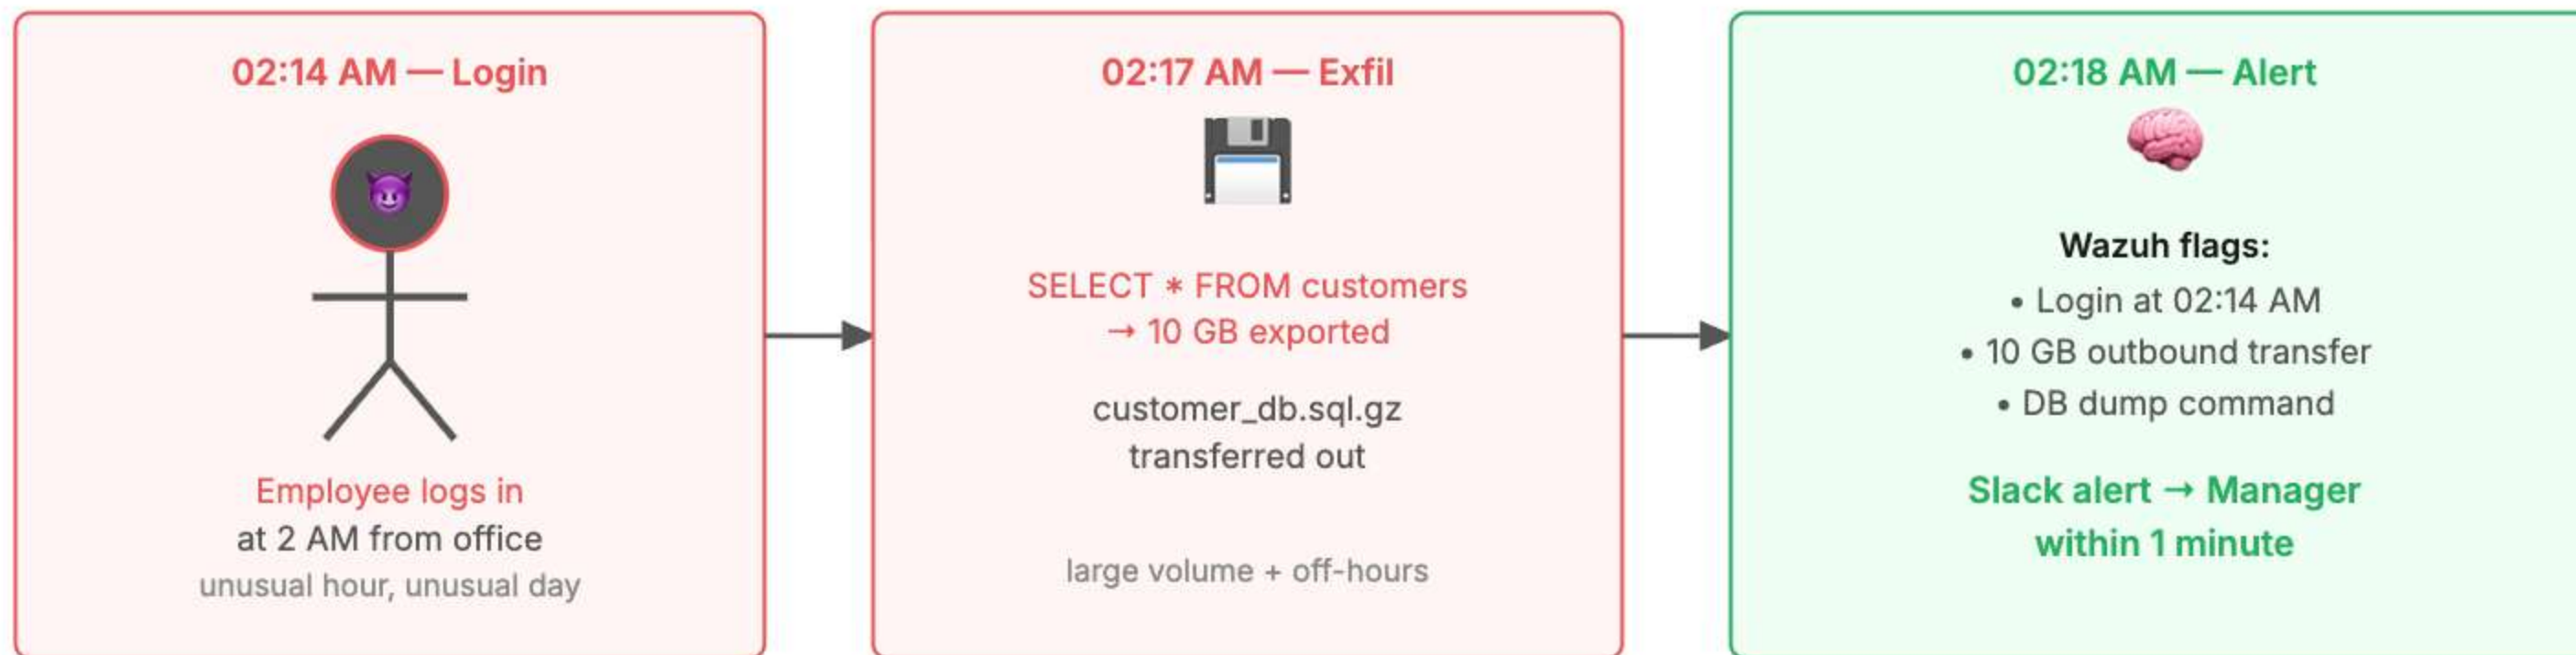 02:14 AM — Login
Employee logs in
at 2 AM from office
unusual hour, unusual day
02:17 AM — Exfil
SELECT * FROM customers
→ 10 GB exported
customer_db.sql.gz
transferred out
large volume + off-hours
02:18 AM — Alert
Wazuh flags:
• Login at 02:14 AM
• 10 GB outbound transfer
• DB dump command
Slack alert → Manager
within 1 minute